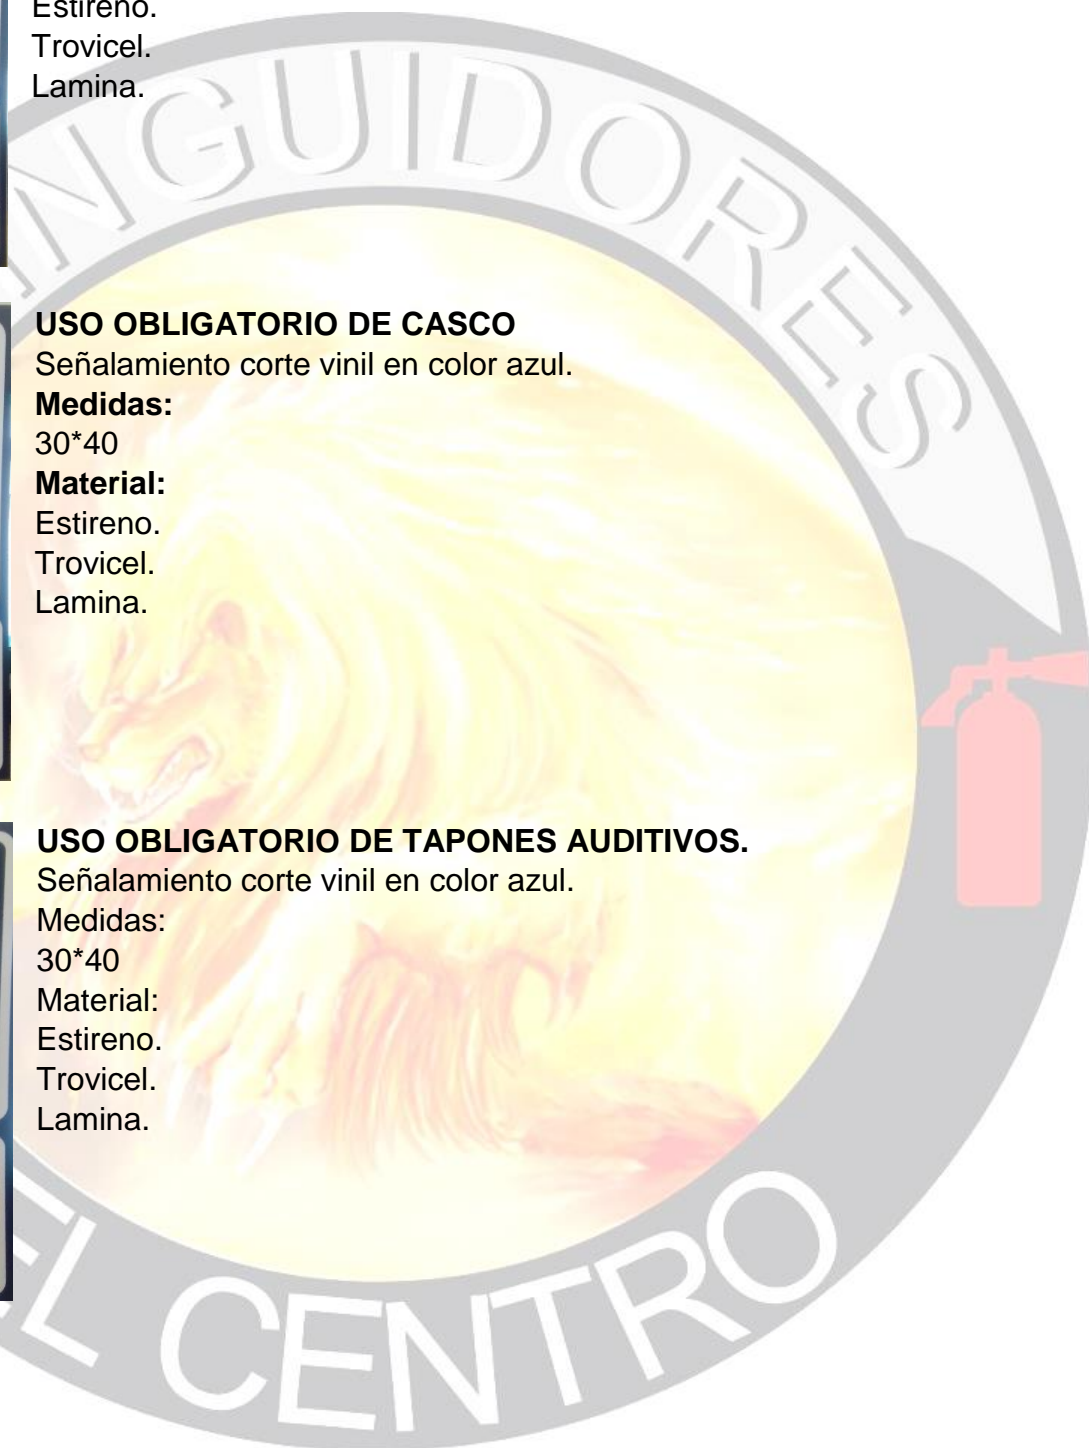 Estireno.
Trovicel.
Lamina.
NGUIDORES
USO OBLIGATORIO DE CASCO
Señalamiento corte vinil en color azul.
Medidas:
30*40
Material:
Estireno.
Trovicel.
Lamina.
USO OBLIGATORIO DE TAPONES AUDITIVOS.
Señalamiento corte vinil en color azul.
Medidas:
30*40
Material:
Estireno.
Trovicel.
Lamina.
EL CENTRO